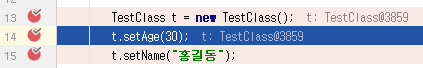 13 TestClass t = new TestClass(); t: TestClass@3859
14 t.setAge(30); t: TestClass@3859
15 t.setName("홍길동");